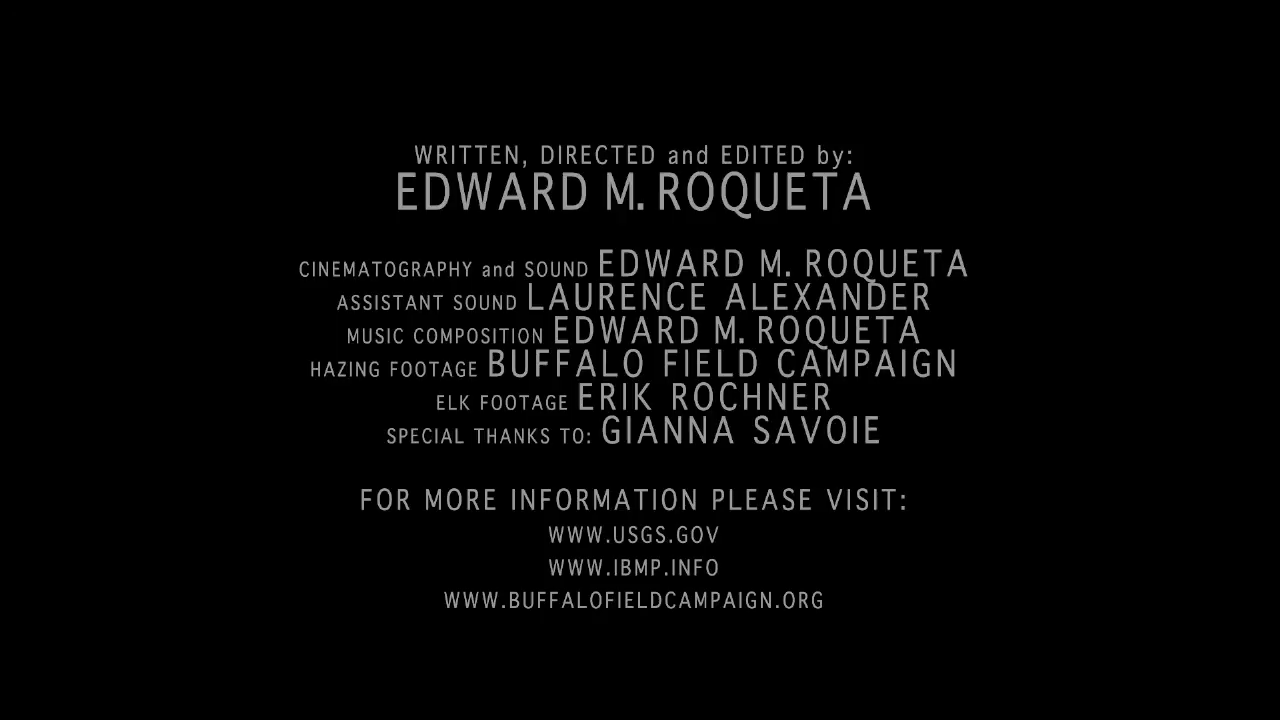 WRITTEN, DIRECTED and EDITED by:
EDWARD M. ROQUETA
CINEMATOGRAPHY and SOUND EDWARD M. ROQUETA
ASSISTANT SOUND LAURENCE ALEXANDER
MUSIC COMPOSITION EDWARD M. ROQUETA
HAZING FOOTAGE BUFFALO FIELD CAMPAIGN
ELK FOOTAGE ERIK ROCHNER
SPECIAL THANKS TO: GIANNA SAVOIE
FOR MORE INFORMATION PLEASE VISIT:
WWW.USGS.GOV
WWW.IBMP.INFO
WWW.BUFFALOFIELDCAMPAIGN.ORG